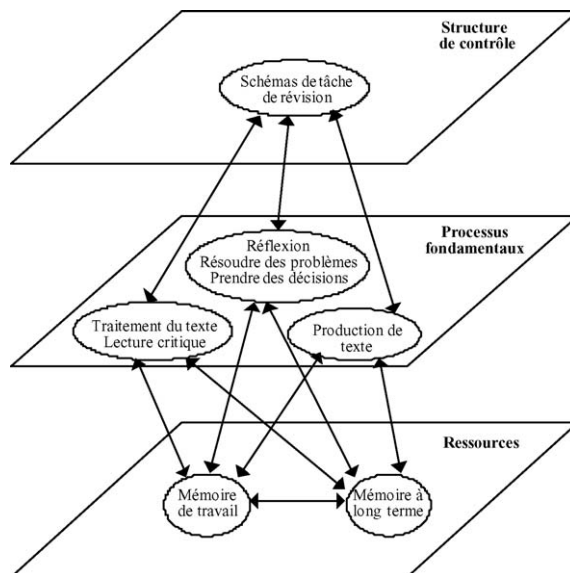 Structure
de contrôle
Schémas de tâche
de révision
Processus
fondamentaux
Réflexion
Résoudre des problèmes
Prendre des décisions
Traitement du texte
Lecture critique
Production de
texte
Ressources
Mémoire
de travail
Mémoire à
long terme